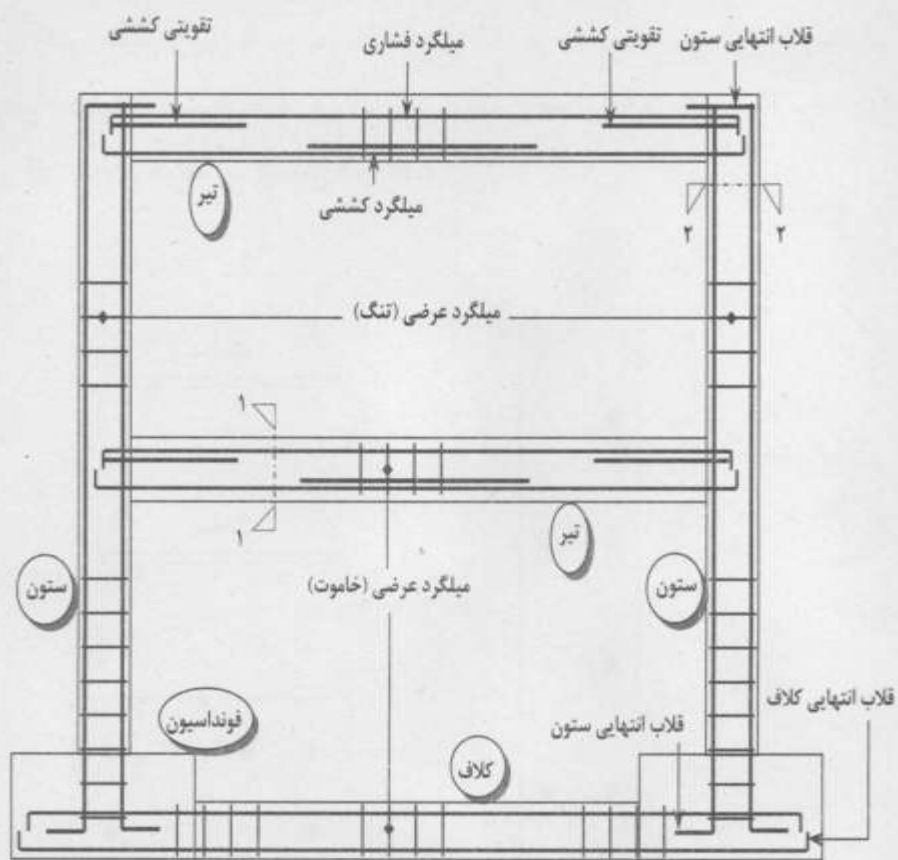 قلاب انتهایی ستون
تقویتی کششی
میلگرد فشاری
تقویتی کششی
تیر
میلگرد کششی
۲
۲
میلگرد عرضی (تنگ)
۱
۱
تیر
ستون
میلگرد عرضی (خاموت)
ستون
قلاب انتهایی کلاف
قلاب انتهایی ستون
فونداسیون
کلاف